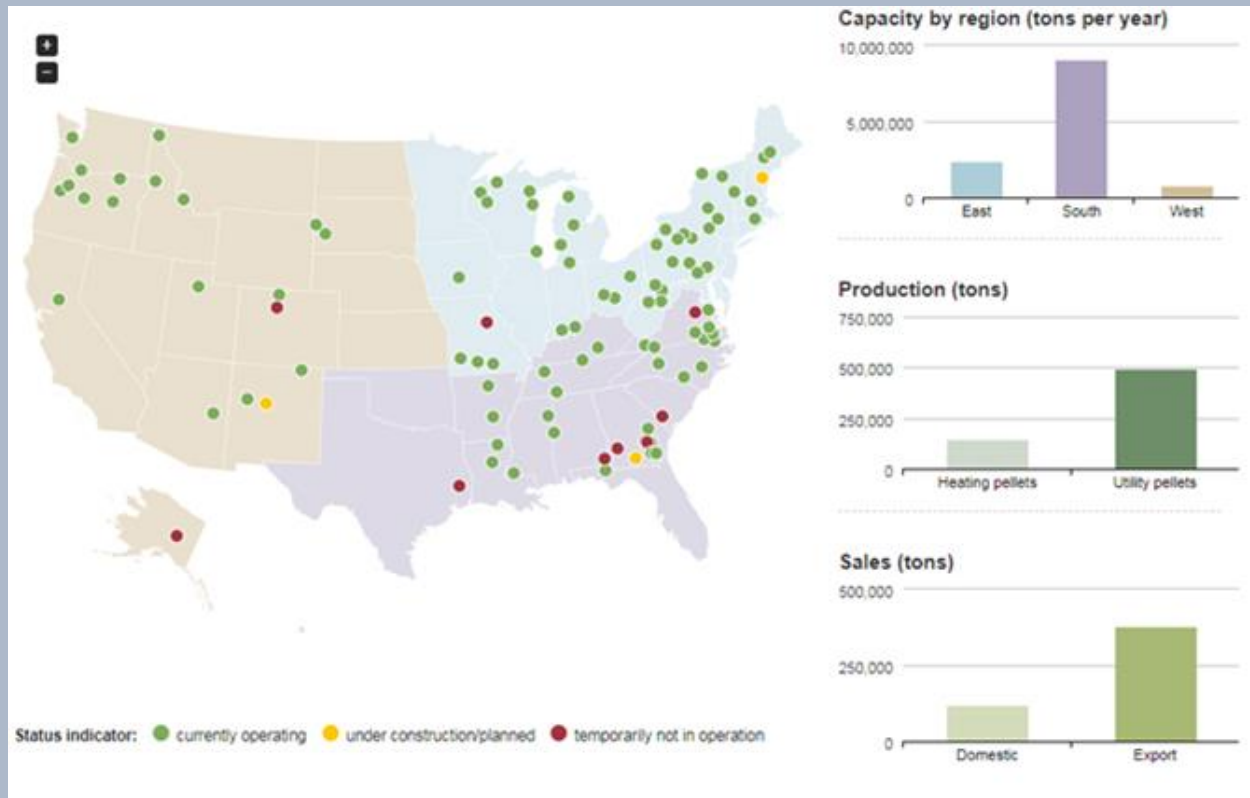 +
−
Capacity by region (tons per year)
10,000,000
5,000,000
0
East South West
Production (tons)
750,000
500,000
250,000
0
Heating pellets Utility pellets
Sales (tons)
500,000
250,000
0
Domestic Export
Status indicator: currently operating under construction/planned temporarily not in operation